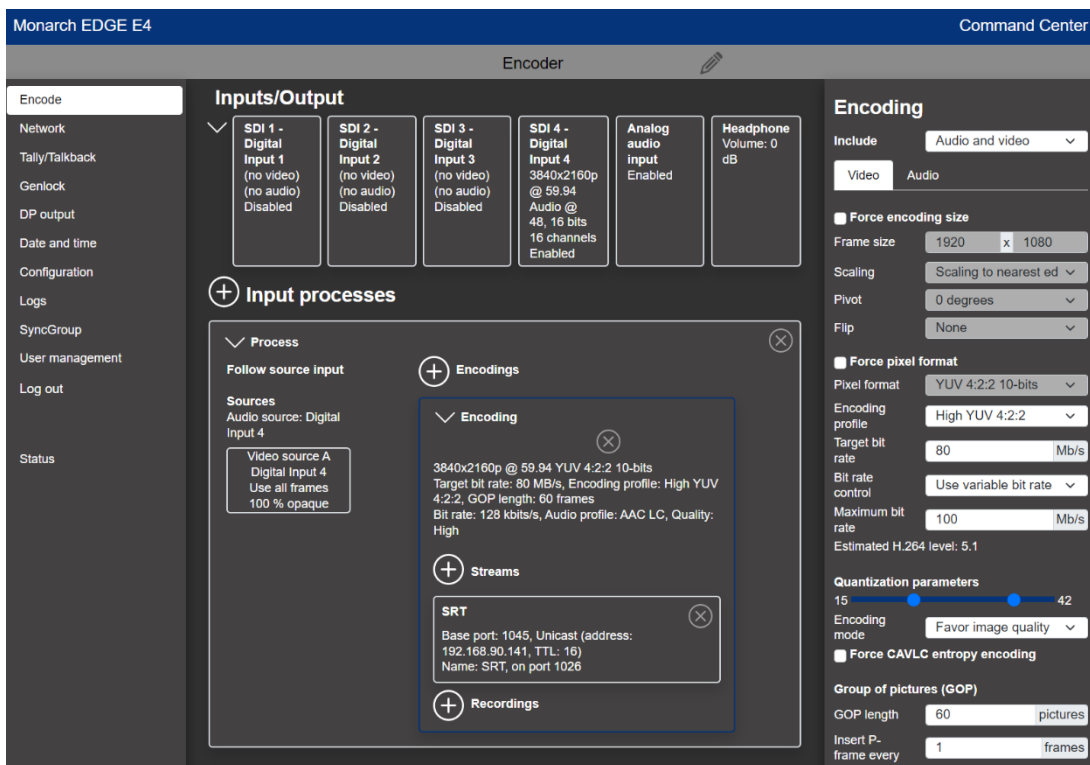 Monarch EDGE E4
Command Center
Encoder
Encode
Network
Tally/Talkback
Genlock
DP output
Date and time
Configuration
Logs
SyncGroup
User management
Log out
Status
Inputs/Output
SDI 1 -
Digital
Input 1
(no video)
(no audio)
Disabled
SDI 2 -
Digital
Input 2
(no video)
(no audio)
Disabled
SDI 3 -
Digital
Input 3
(no video)
(no audio)
Disabled
SDI 4 -
Digital
Input 4
3840x2160p
@ 59.94
Audio @
48, 16 bits
16 channels
Enabled
Analog
audio
input
Enabled
Headphone
Volume: 0
dB
Input processes
Process
Follow source input
Sources
Audio source: Digital
Input 4
Video source A
Digital Input 4
Use all frames
100 % opaque
Encodings
Encoding
3840x2160p @ 59.94 YUV 4:2:2 10-bits
Target bit rate: 80 MB/s, Encoding profile: High YUV
4:2:2, GOP length: 60 frames
Bit rate: 128 kbits/s, Audio profile: AAC LC, Quality:
High
Streams
SRT
Base port: 1045, Unicast (address:
192.168.90.141, TTL: 16)
Name: SRT, on port 1026
Recordings
Encoding
Include Audio and video
Video Audio
Force encoding size
Frame size 1920 x 1080
Scaling Scaling to nearest ed
Pivot 0 degrees
Flip None
Force pixel format
Pixel format YUV 4:2:2 10-bits
Encoding
profile
High YUV 4:2:2
Target bit
rate
80 Mb/s
Bit rate
control
Use variable bit rate
Maximum bit
rate
100 Mb/s
Estimated H.264 level: 5.1
Quantization parameters
15 42
Encoding
mode
Favor image quality
Force CAVLC entropy encoding
Group of pictures (GOP)
GOP length 60 pictures
Insert P-
frame every
1 frames